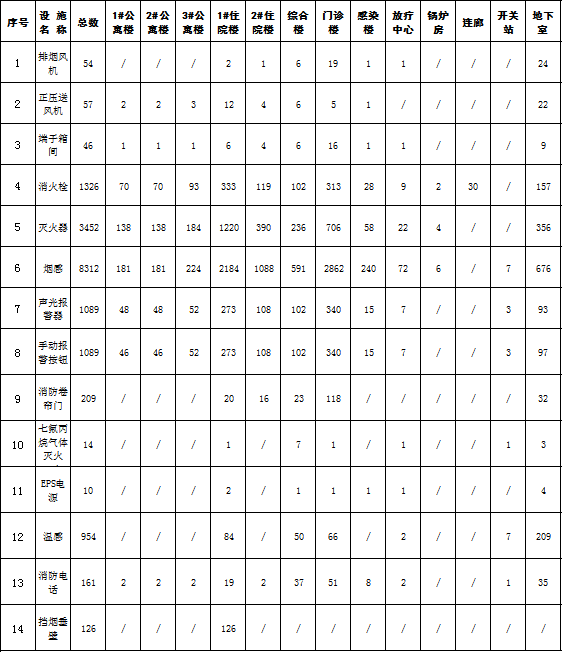 序号 设 施 名 称 总数 1#公寓楼 2#公寓楼 3#公寓楼 1#住院楼 2#住院楼 综合楼 门诊楼 感染楼 放疗中心 锅炉房 连廊 开关站 地下室
1 排烟风机 54 / / / 2 1 6 19 1 1 / / / 24
2 正压送风机 57 2 2 3 12 4 6 5 1 / / / / 22
3 端子箱间 46 1 1 1 6 4 6 16 1 1 / / / 9
4 消火栓 1326 70 70 93 333 119 102 313 28 9 2 30 / 157
5 灭火器 3452 138 138 184 1220 390 236 706 58 22 4 / / 356
6 烟感 8312 181 181 224 2184 1088 591 2862 240 72 6 / 7 676
7 声光报警器 1089 48 48 52 273 108 102 340 15 7 / / 3 93
8 手动报警按钮 1089 46 46 52 273 108 102 340 15 7 / / 3 97
9 消防卷帘门 209 / / / 20 16 23 118 / / / / / 32
10 七氟丙烷气体灭火 14 / / / 1 / 7 1 / 1 / / 1 3
11 EPS电源 10 / / / 2 / 1 1 1 1 / / / 4
12 温感 954 / / / 84 / 50 66 / 2 / / 7 209
13 消防电话 161 2 2 2 19 2 37 51 8 2 / / 1 35
14 挡烟垂壁 126 / / / 126 / / / / / / / / /